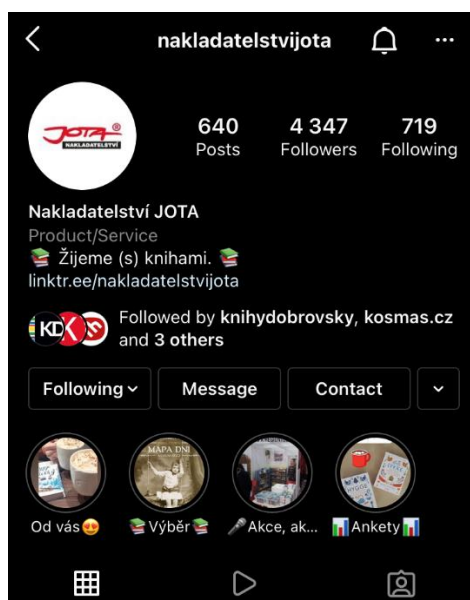 nakladatelstvijota
JOTA®
NAKLADATELSTVÍ
640
Posts
4 347
Followers
719
Following
Nakladatelství JOTA
Product/Service
📚 Žijeme (s) knihami. 📚
linktr.ee/nakladatelstvijota
KD
Followed by knihydobrovsky, kosmas.cz
and 3 others
Following
Message
Contact
MAPA DNÍ
Od vás😍
📚Výběr📚
🎤Akce, ak...
📊Ankety📊